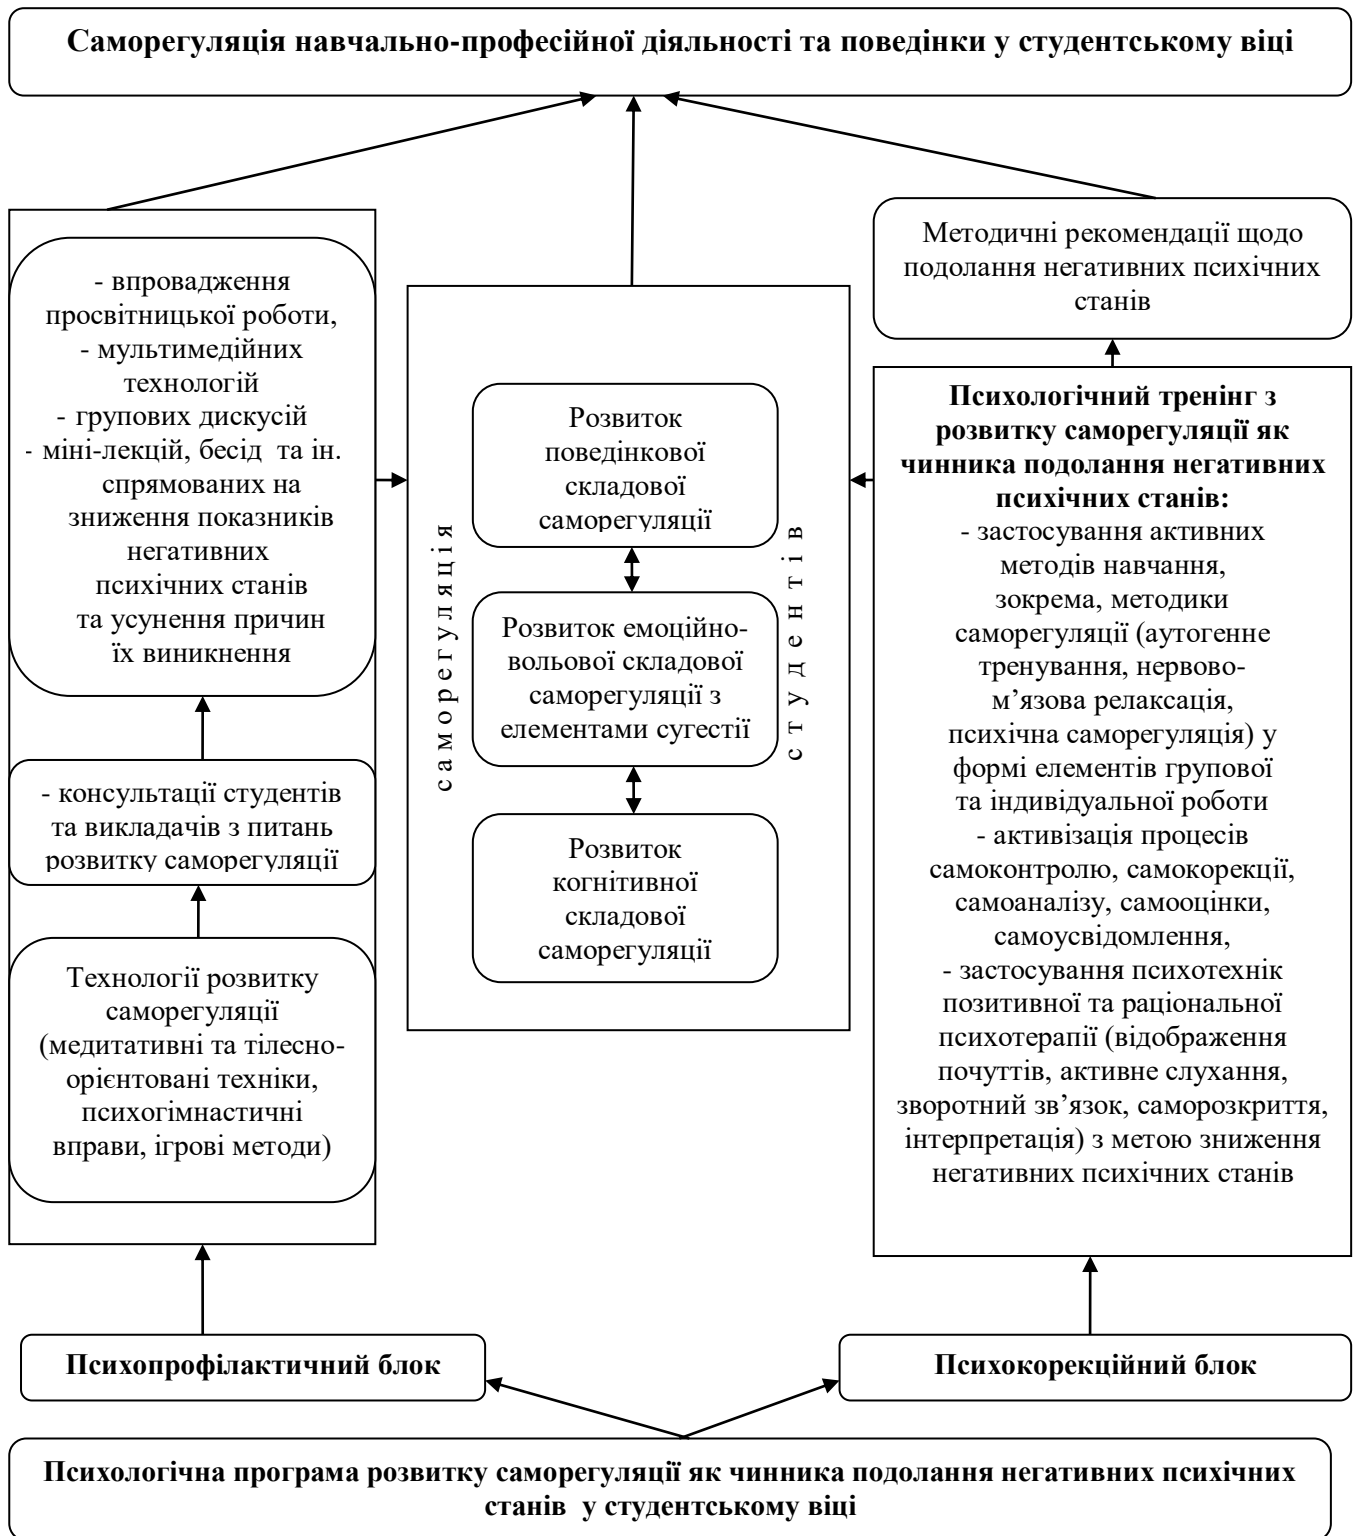 Саморегуляція навчально-професійної діяльності та поведінки у студентському віці
- впровадження
просвітницької роботи,
- мультимедійних
технологій
- групових дискусій
- міні-лекцій, бесід та ін.
спрямованих на
зниження показників
негативних
психічних станів
та усунення причин
їх виникнення
- консультації студентів
та викладачів з питань
розвитку саморегуляції
Технології розвитку
саморегуляції
(медитативні та тілесно-
орієнтовані техніки,
психогімнастичні
вправи, ігрові методи)
саморегуляція
Розвиток
поведінкової
складової
саморегуляції
Розвиток емоційно-
вольової складової
саморегуляції з
елементами сугестії
Розвиток
когнітивної
складової
саморегуляції
студентів
Методичні рекомендації щодо
подолання негативних психічних
станів
Психологічний тренінг з
розвитку саморегуляції як
чинника подолання негативних
психічних станів:
- застосування активних
методів навчання,
зокрема, методики
саморегуляції (аутогенне
тренування, нервово-
м’язова релаксація,
психічна саморегуляція) у
формі елементів групової
та індивідуальної роботи
- активізація процесів
самоконтролю, самокорекції,
самоаналізу, самооцінки,
самоусвідомлення,
- застосування психотехнік
позитивної та раціональної
психотерапії (відображення
почуттів, активне слухання,
зворотний зв’язок, саморозкриття,
інтерпретація) з метою зниження
негативних психічних станів
Психопрофілактичний блок
Психокорекційний блок
Психологічна програма розвитку саморегуляції як чинника подолання негативних психічних
станів у студентському віці